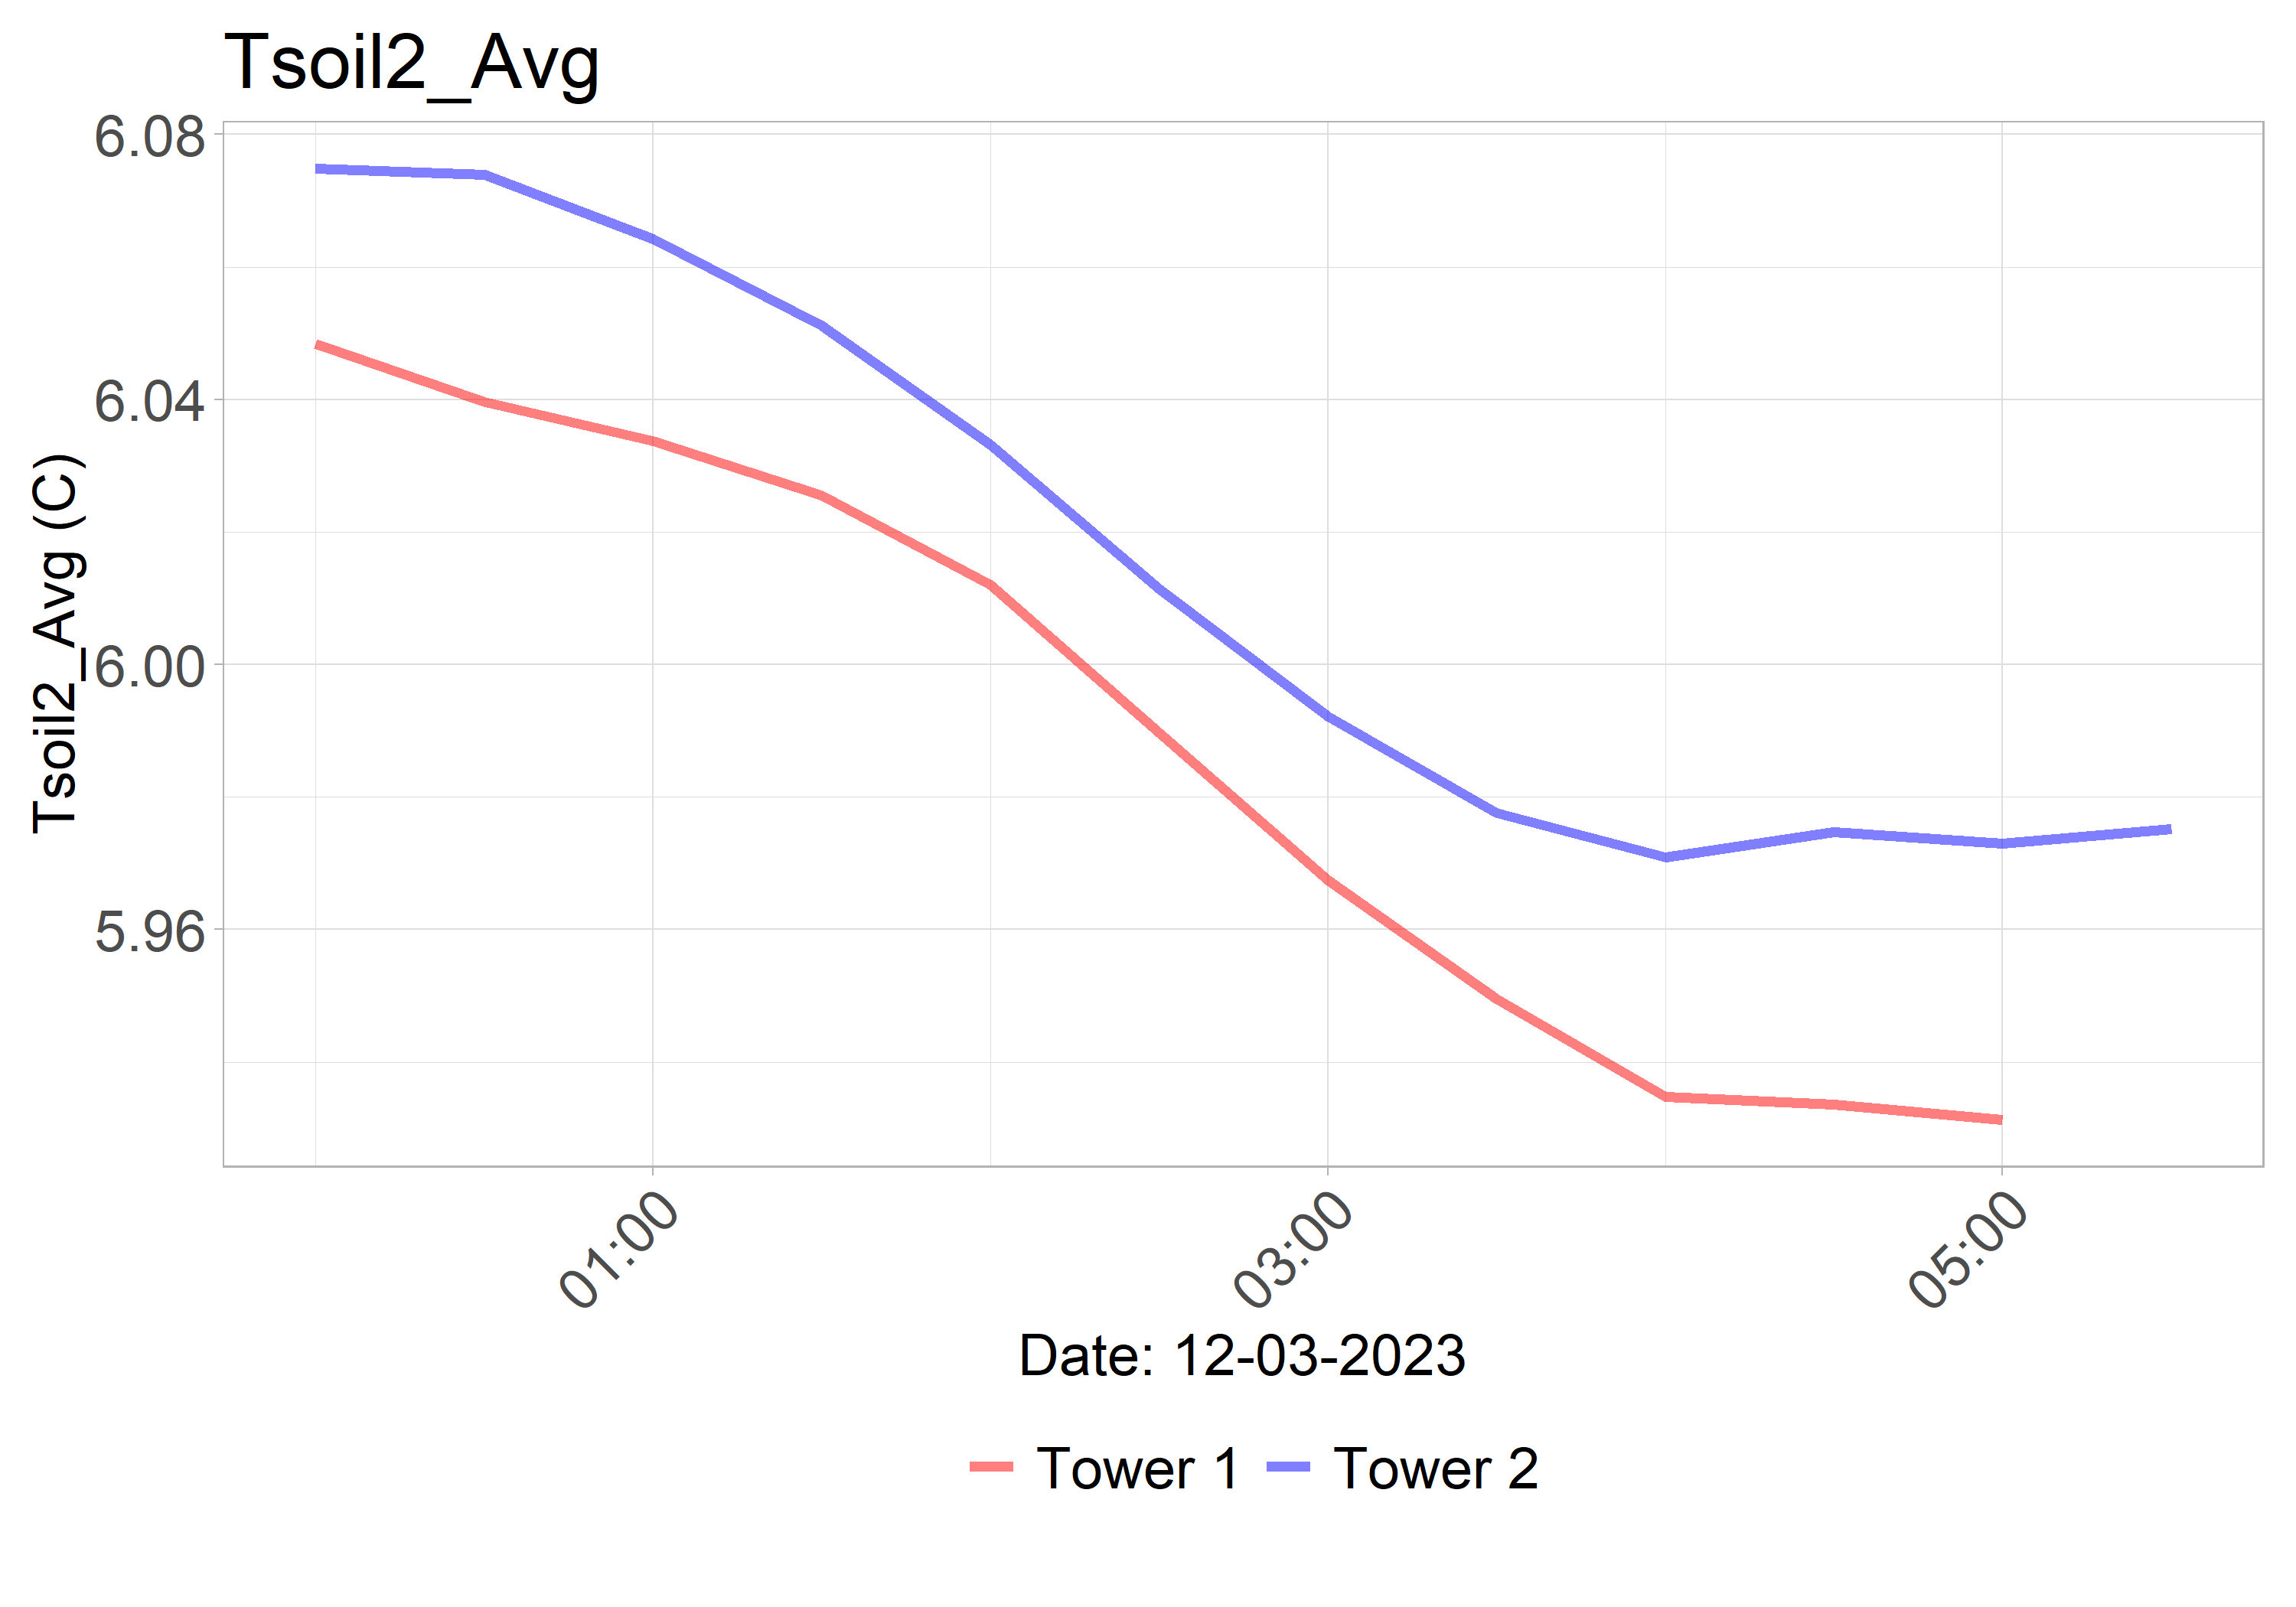 Tsoil2_Avg
Tsoil2_Avg (C)
6.08
6.04
6.00
5.96
01:00
03:00
05:00
Date: 12-03-2023
Tower 1
Tower 2